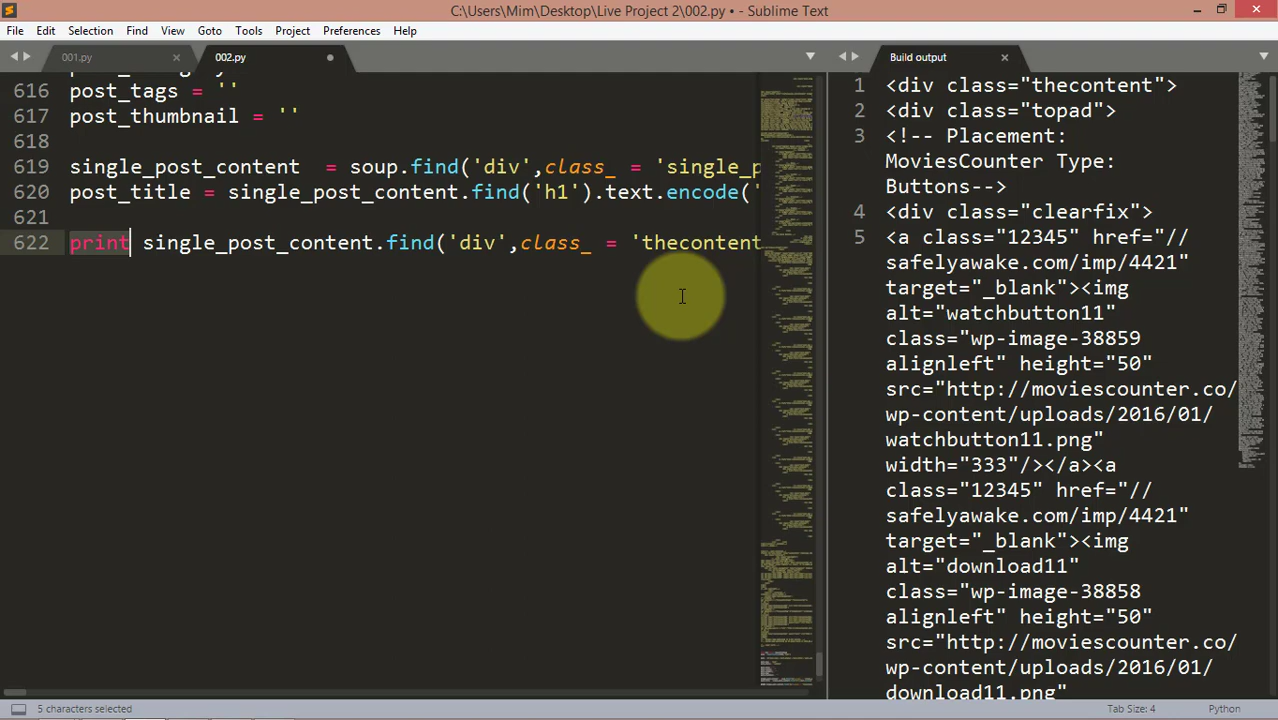 C:\Users\Mim\Desktop\Live Project 2\002.py • - Sublime Text
File Edit Selection Find View Goto Tools Project Preferences Help
001.py 002.py Build output
616 post_tags = ''
617 post_thumbnail = ''
618
619 single_post_content  = soup.find('div',class_ = 'single_p
620 post_title = single_post_content.find('h1').text.encode('
621
622 print single_post_content.find('div',class_ = 'thecontent
1 <div class="thecontent">
2 <div class="topad">
3 <!-- Placement:
MoviesCounter Type:
Buttons-->
4 <div class="clearfix">
5 <a class="12345" href="//
safelyawake.com/imp/4421"
target="_blank"><img
alt="watchbutton11"
class="wp-image-38859
alignleft" height="50"
src="http://moviescounter.co/
wp-content/uploads/2016/01/
watchbutton11.png"
width="333"/></a><a
class="12345" href="//
safelyawake.com/imp/4421"
target="_blank"><img
alt="download11"
class="wp-image-38858
alignleft" height="50"
src="http://moviescounter.co/
wp-content/uploads/2016/01/
download11.png"
5 characters selected Tab Size: 4 Python